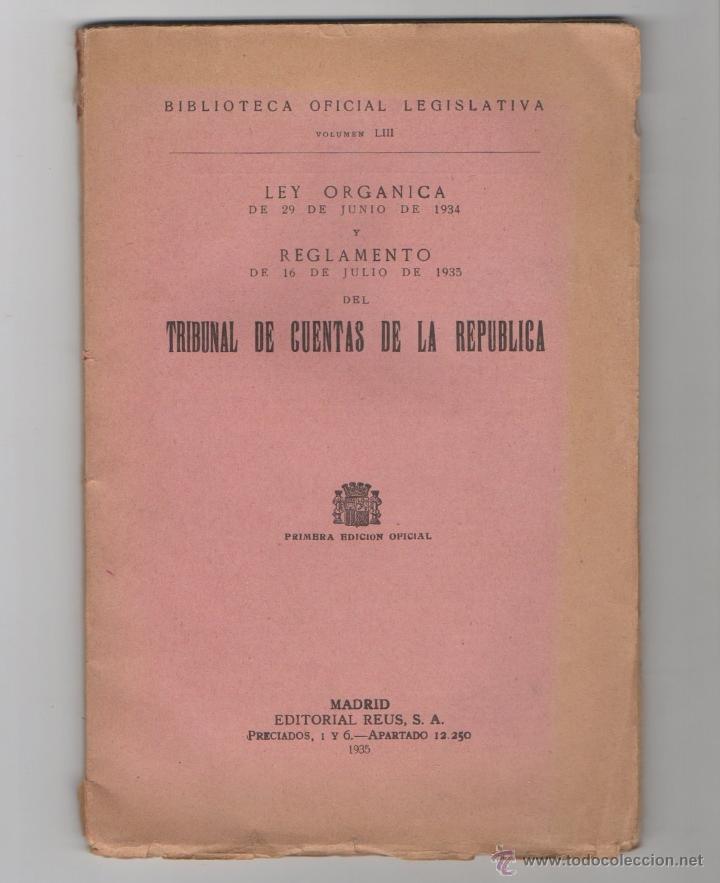 BIBLIOTECA OFICIAL LEGISLATIVA
VOLUMEN LIII
LEY ORGANICA
DE 29 DE JUNIO DE 1934
Y
REGLAMENTO
DE 16 DE JULIO DE 1935
DEL
TRIBUNAL DE CUENTAS DE LA REPUBLICA
PRIMERA EDICION OFICIAL
MADRID
EDITORIAL REUS, S. A.
PRECIADOS, 1 Y 6.—APARTADO 12.250
1935
© www.todocoleccion.net